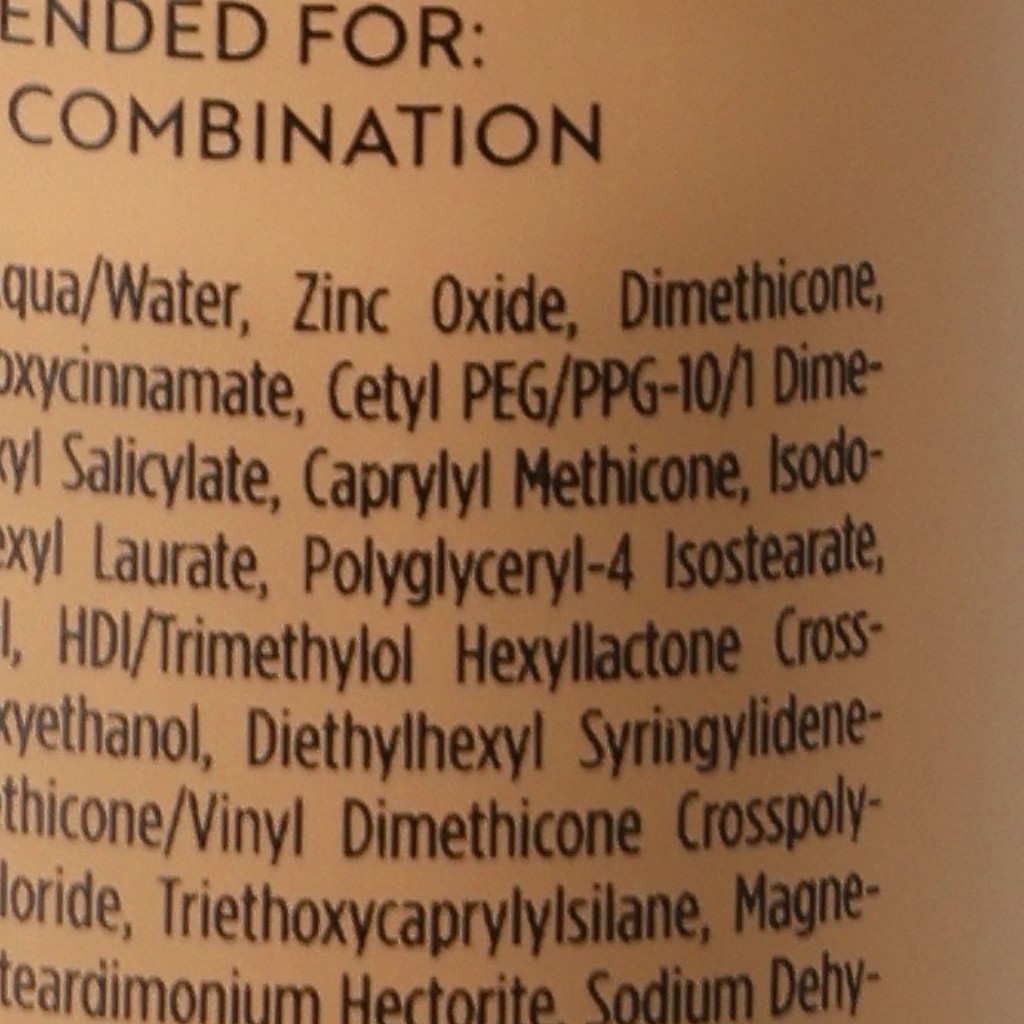 ENDED FOR:
COMBINATION
qua/Water, Zinc Oxide, Dimethicone,
oxycinnamate, Cetyl PEG/PPG-10/1 Dime-
xyl Salicylate, Caprylyl Methicone, Isodo-
exyl Laurate, Polyglyceryl-4 Isostearate,
l, HDI/Trimethylol Hexyllactone Cross-
xyethanol, Diethylhexyl Syringylidene-
thicone/Vinyl Dimethicone Crosspoly-
loride, Triethoxycaprylylsilane, Magne-
teardimonium Hectorite, Sodium Dehy-